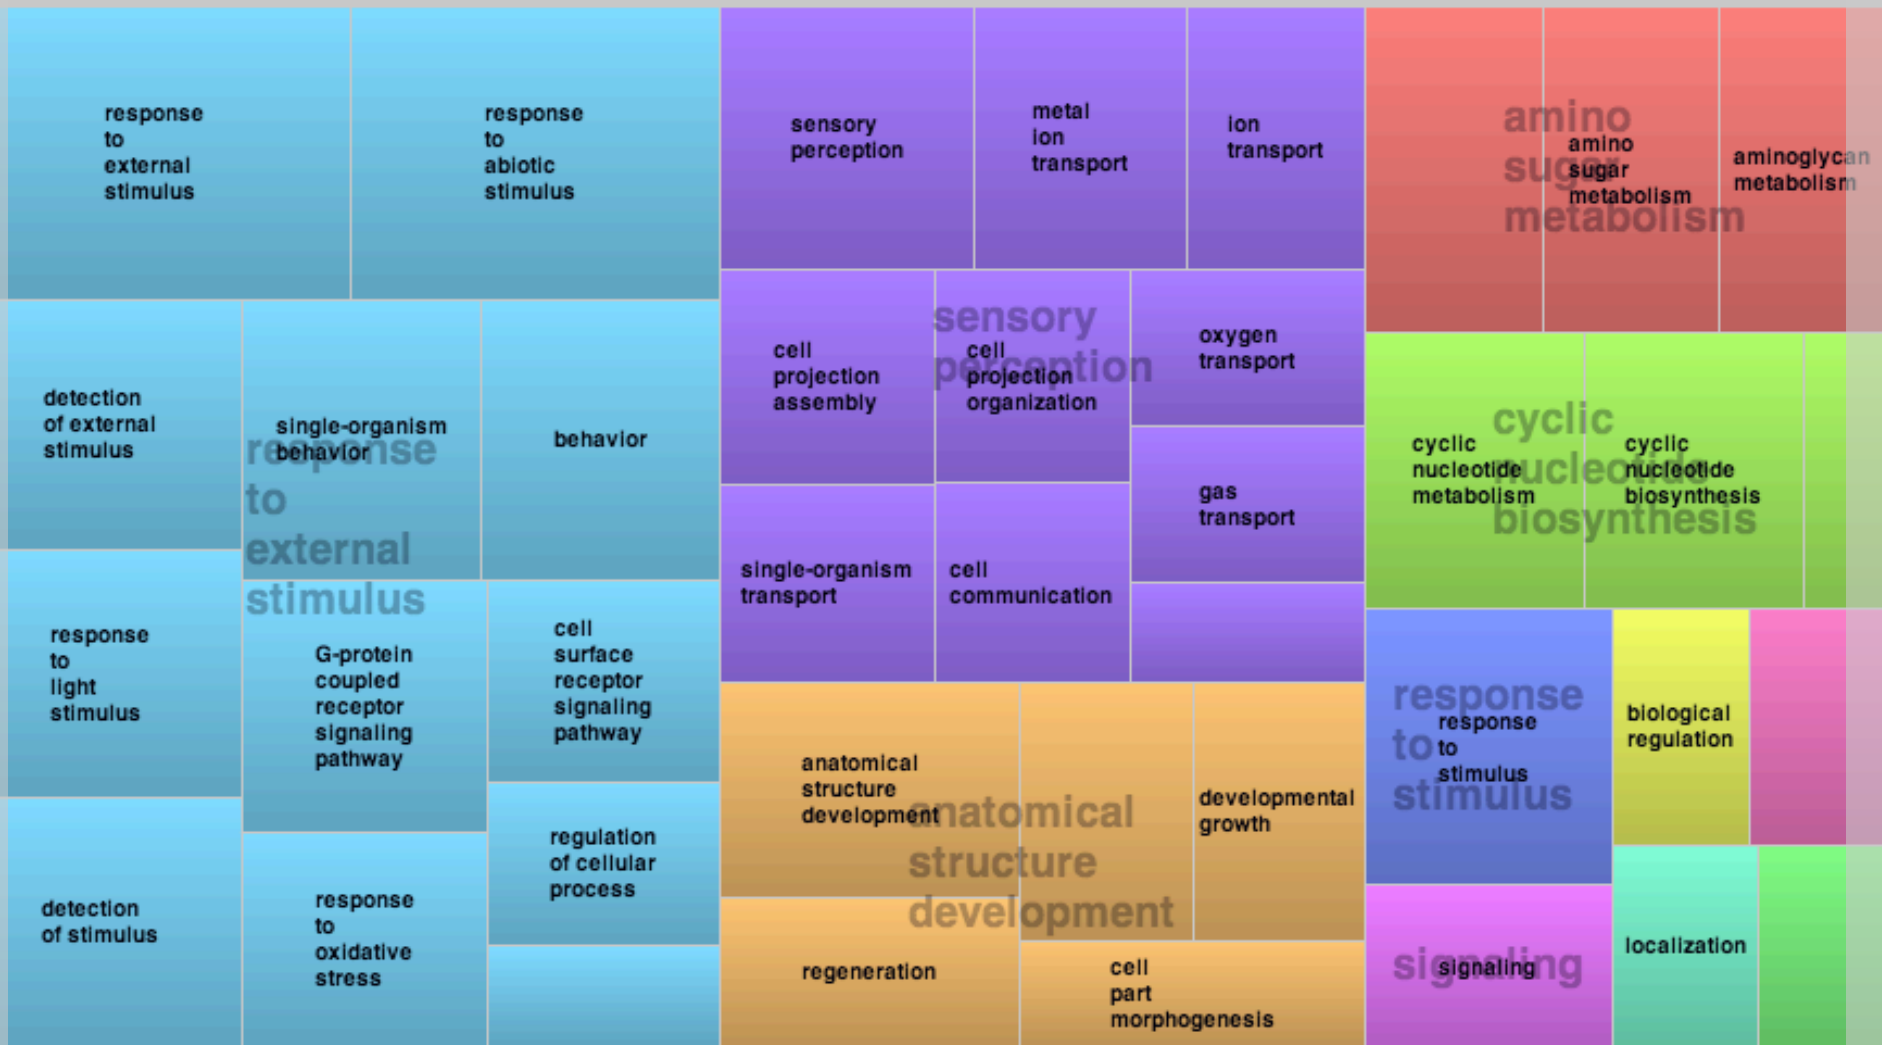 response
to
external
stimulus
response
to
abiotic
stimulus
detection
of external
stimulus
single-organism
behavior
behavior
response
to
external
stimulus
response
to
light
stimulus
G-protein
coupled
receptor
signaling
pathway
cell
surface
receptor
signaling
pathway
detection
of stimulus
response
to
oxidative
stress
regulation
of cellular
process
sensory
perception
metal
ion
transport
ion
transport
sensory
perception
cell
projection
assembly
cell
projection
organization
oxygen
transport
gas
transport
single-organism
transport
cell
communication
anatomical
structure
development
anatomical
structure
development
developmental
growth
regeneration
cell
part
morphogenesis
amino
sugar
metabolism
amino
sugar
metabolism
aminoglycan
metabolism
cyclic
nucleotide
biosynthesis
cyclic
nucleotide
metabolism
cyclic
nucleotide
biosynthesis
response
to
stimulus
response
to
stimulus
biological
regulation
signaling
signaling
localization